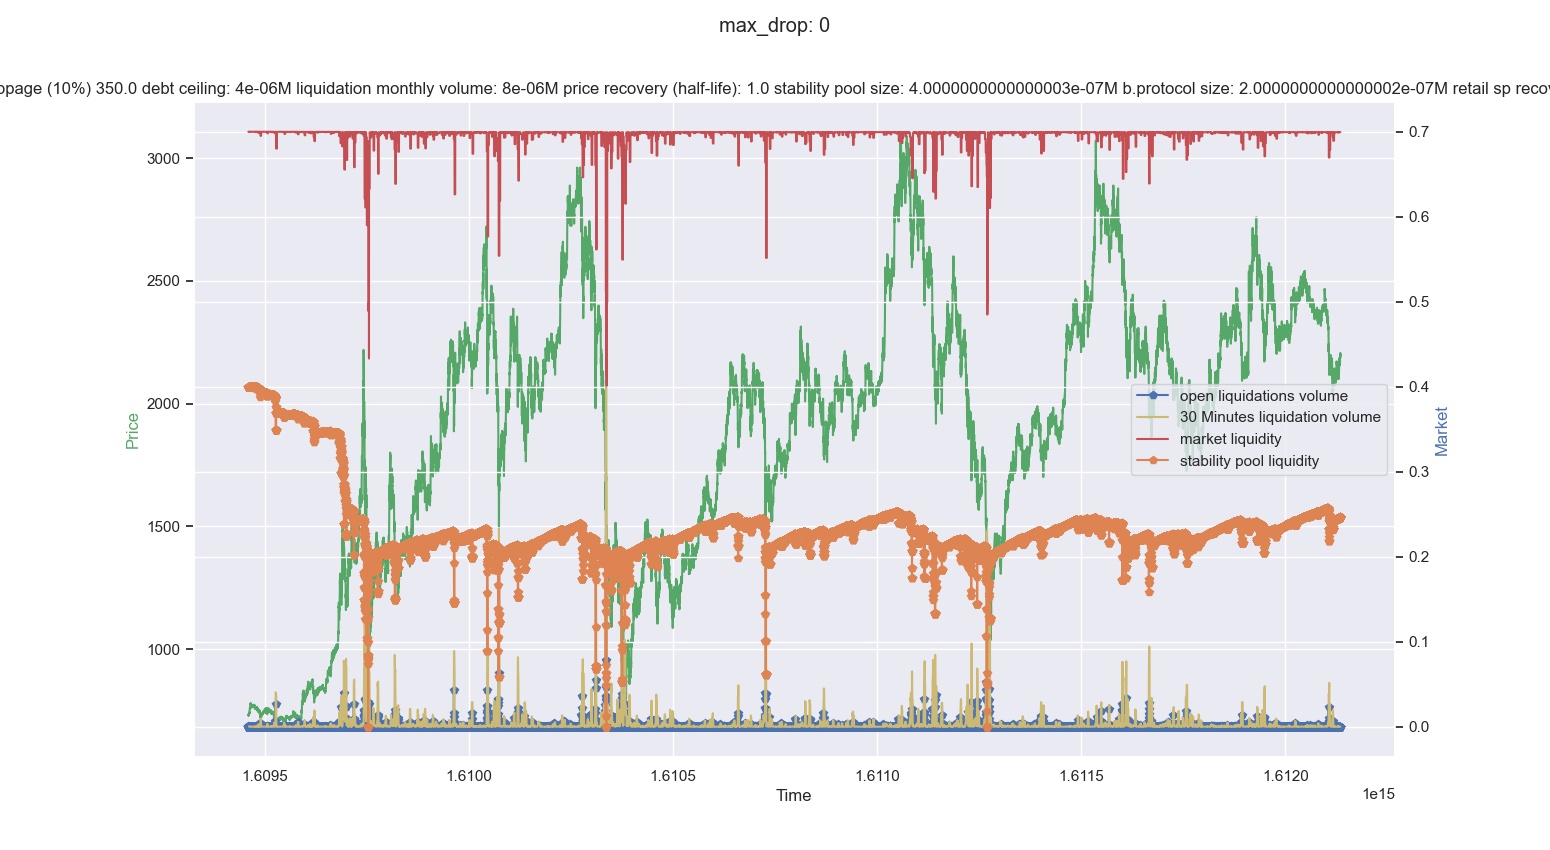 max_drop: 0
(10%) 350.0 debt ceiling: 4e-06M liquidation monthly volume: 8e-06M price recovery (half-life): 1.0 stability pool size: 4.0000000000000003e-07M b.protocol size: 2.0000000000000002e-07M retail sp
3000
2500
2000
1500
1000
Price
0.7
0.6
0.5
0.4
0.3
0.2
0.1
0.0
Market
open liquidations volume
30 Minutes liquidation volume
market liquidity
stability pool liquidity
1.6095
1.6100
1.6105
1.6110
1.6115
1.6120
1e15
Time